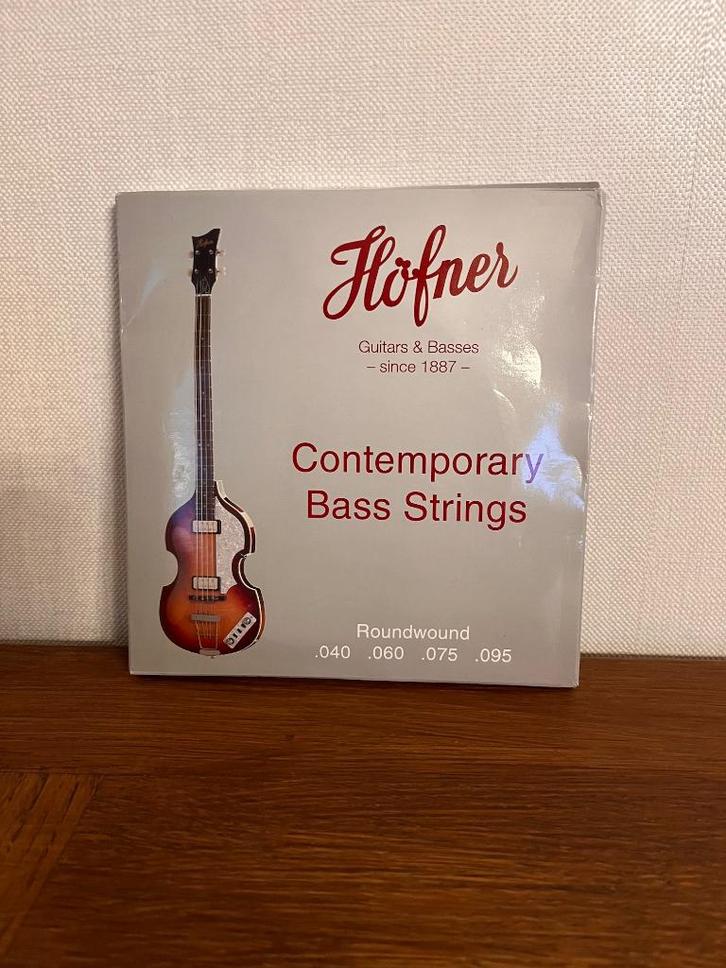 Höfner
Guitars & Basses
– since 1887 –
Contemporary
Bass Strings
Roundwound
.040 .060 .075 .095